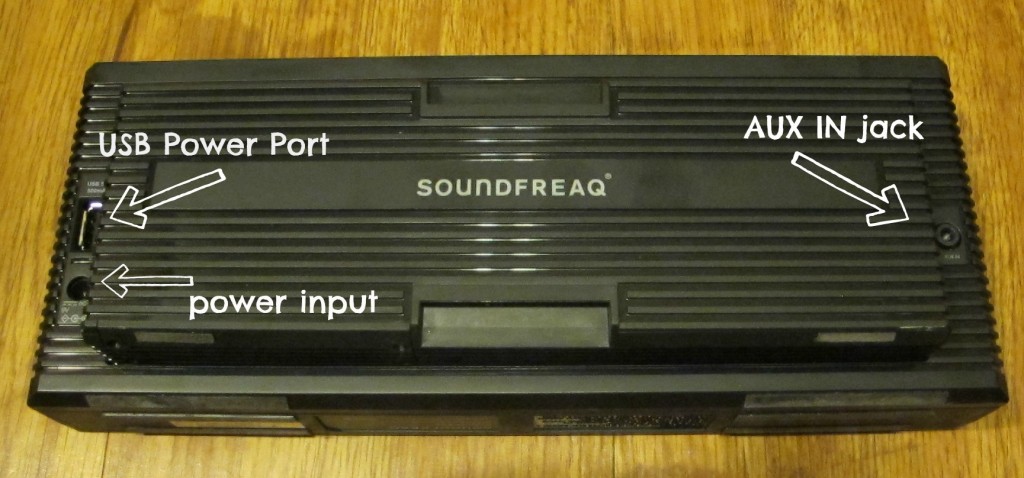 USB Power Port
AUX IN jack
SOUNDFREAQ®
power input